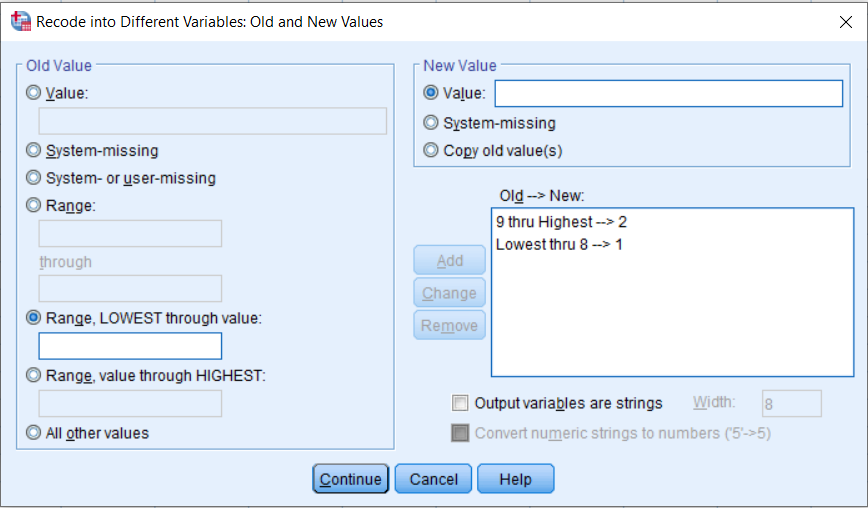 Recode into Different Variables: Old and New Values
Old Value
Value:
System-missing
System- or user-missing
Range:
through
Range, LOWEST through value:
Range, value through HIGHEST:
All other values
New Value
Value:
System-missing
Copy old value(s)
Old --> New:
9 thru Highest --> 2
Lowest thru 8 --> 1
Add
Change
Remove
Output variables are strings Width: 8
Convert numeric strings to numbers ('5'->5)
Continue Cancel Help